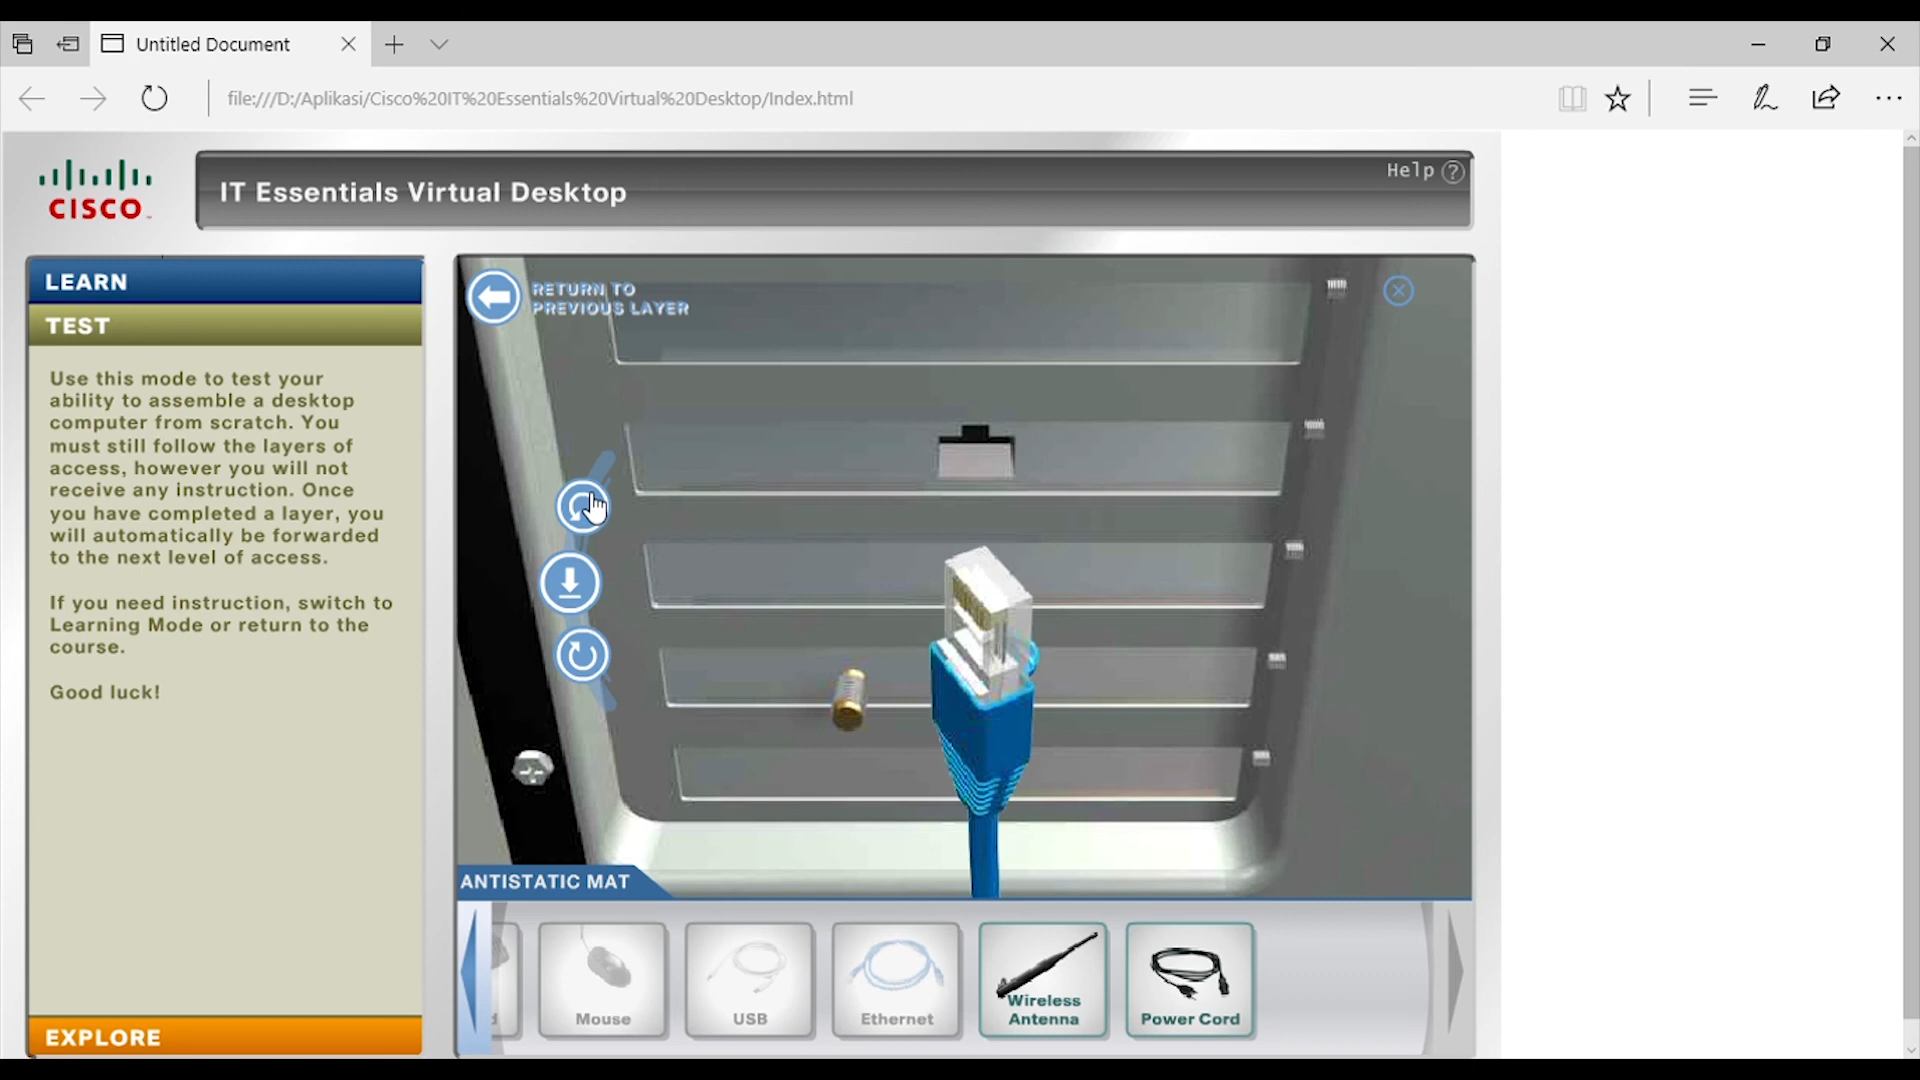 Untitled Document
file:///D:/Aplikasi/Cisco%20IT%20Essentials%20Virtual%20Desktop/Index.html
CISCO
IT Essentials Virtual Desktop
Help ?
LEARN
TEST
Use this mode to test your
ability to assemble a desktop
computer from scratch. You
must still follow the layers of
access, however you will not
receive any instruction. Once
you have completed a layer, you
will automatically be forwarded
to the next level of access.
If you need instruction, switch to
Learning Mode or return to the
course.
Good luck!
EXPLORE
RETURN TO
PREVIOUS LAYER
ANTISTATIC MAT
d
Mouse
USB
Ethernet
Wireless
Antenna
Power Cord